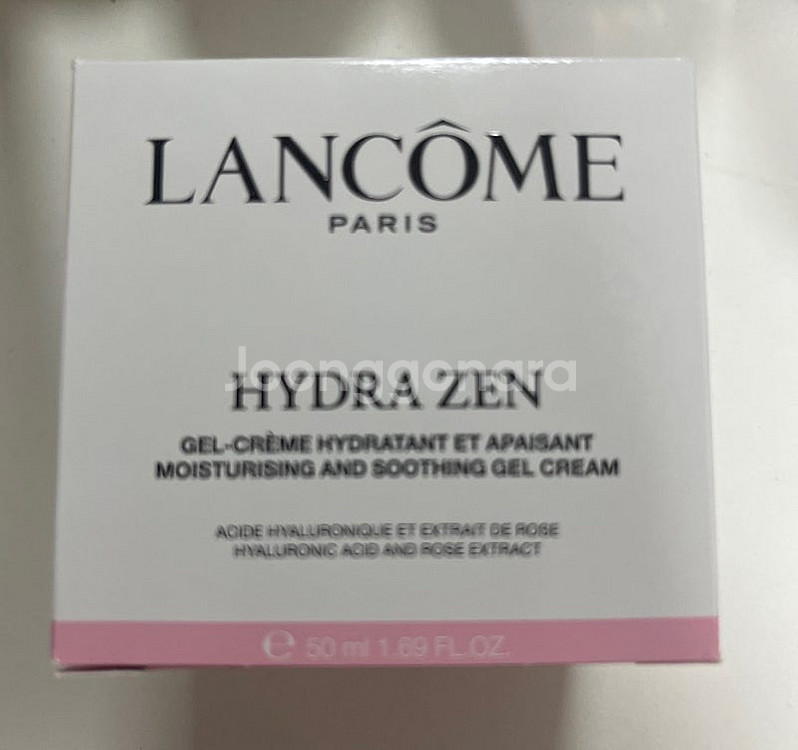 LANCÔME
PARIS
Joonggonara
HYDRA ZEN
GEL-CRÈME HYDRATANT ET APAISANT
MOISTURISING AND SOOTHING GEL CREAM
ACIDE HYALURONIQUE ET EXTRAIT DE ROSE
HYALURONIC ACID AND ROSE EXTRACT
℮ 50 ml 1.69 FL.OZ.